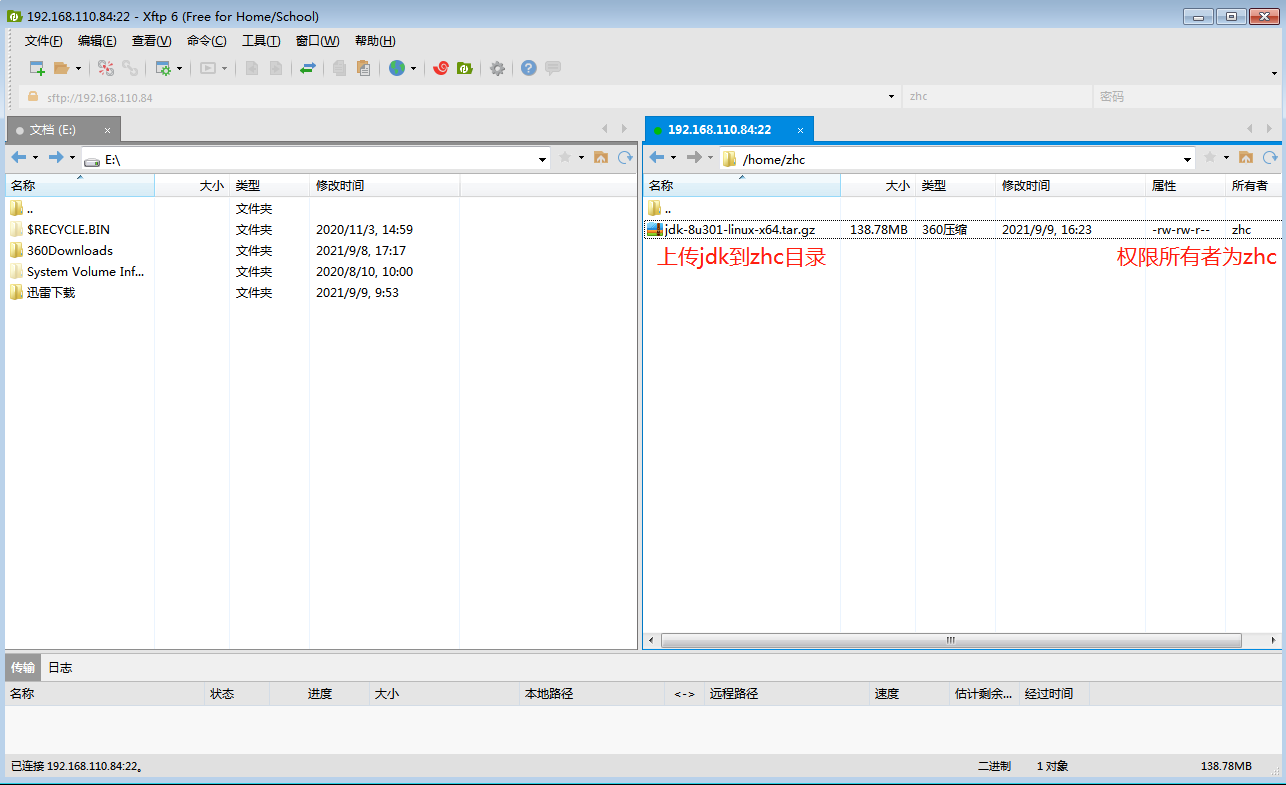 192.168.110.84:22 - Xftp 6 (Free for Home/School)
文件(F) 编辑(E) 查看(V) 命令(C) 工具(T) 窗口(W) 帮助(H)
sftp://192.168.110.84 zhc 密码
文档 (E:) × 192.168.110.84:22 ×
E:\ /home/zhc
名称 大小 类型 修改时间 名称 大小 类型 修改时间 属性 所有者
.. 文件夹 ..
$RECYCLE.BIN 文件夹 2020/11/3, 14:59 jdk-8u301-linux-x64.tar.gz 138.78MB 360压缩 2021/9/9, 16:23 -rw-rw-r-- zhc
360Downloads 文件夹 2021/9/8, 17:17 上传jdk到zhc目录 权限所有者为zhc
System Volume Inf... 文件夹 2020/8/10, 10:00
迅雷下载 文件夹 2021/9/9, 9:53
传输 日志
名称 状态 进度 大小 本地路径 <-> 远程路径 速度 估计剩余... 经过时间
已连接 192.168.110.84:22。 二进制 1 对象 138.78MB